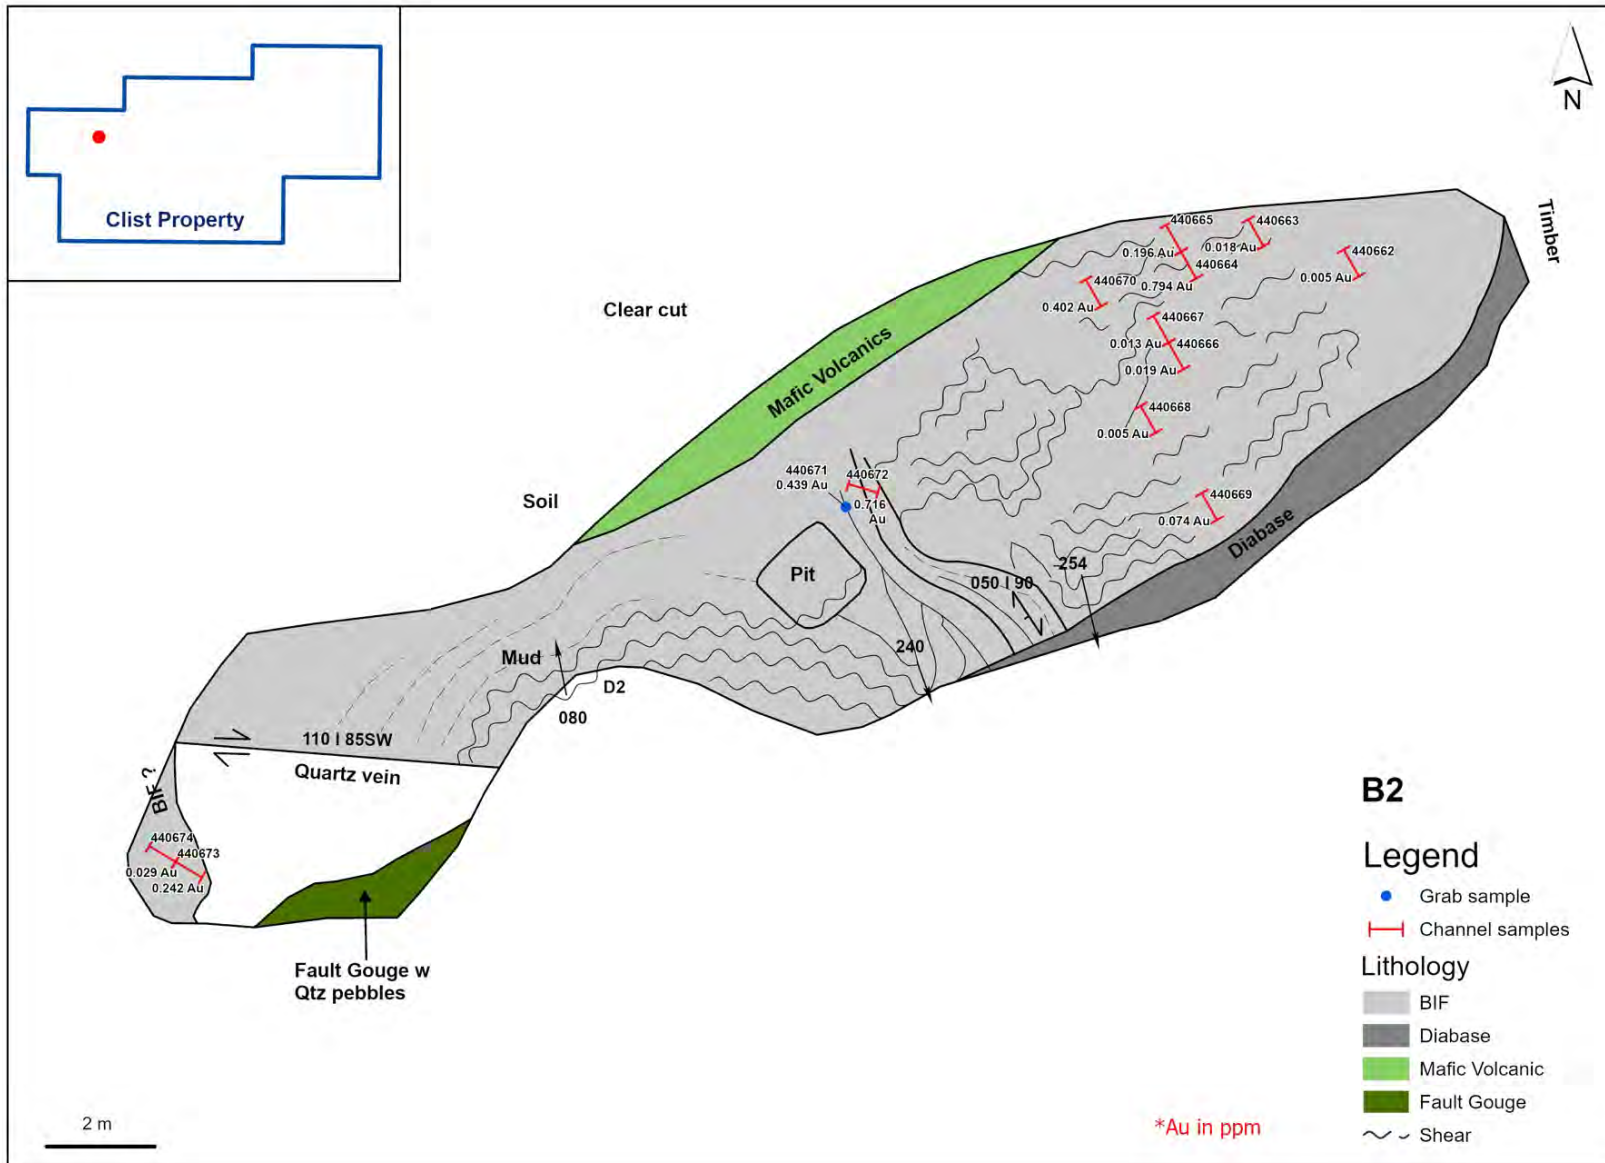 N
Clist Property
Timber
440665
440663
440662
0.196 Au
0.018 Au
440664
0.005 Au
440670
0.794 Au
0.402 Au
440667
Clear cut
0.013 Au
440666
0.019 Au
Mafic Volcanics
440668
0.005 Au
440671
0.439 Au
440672
0.716
Au
440669
0.074 Au
Soil
Diabase
Pit
050 | 90
254
240
Mud
D2
080
110 | 85SW
Quartz vein
BIF ?
440674
440673
0.029 Au
0.242 Au
Fault Gouge w
Qtz pebbles
B2
Legend
Grab sample
Channel samples
Lithology
BIF
Diabase
Mafic Volcanic
Fault Gouge
Shear
2 m
*Au in ppm